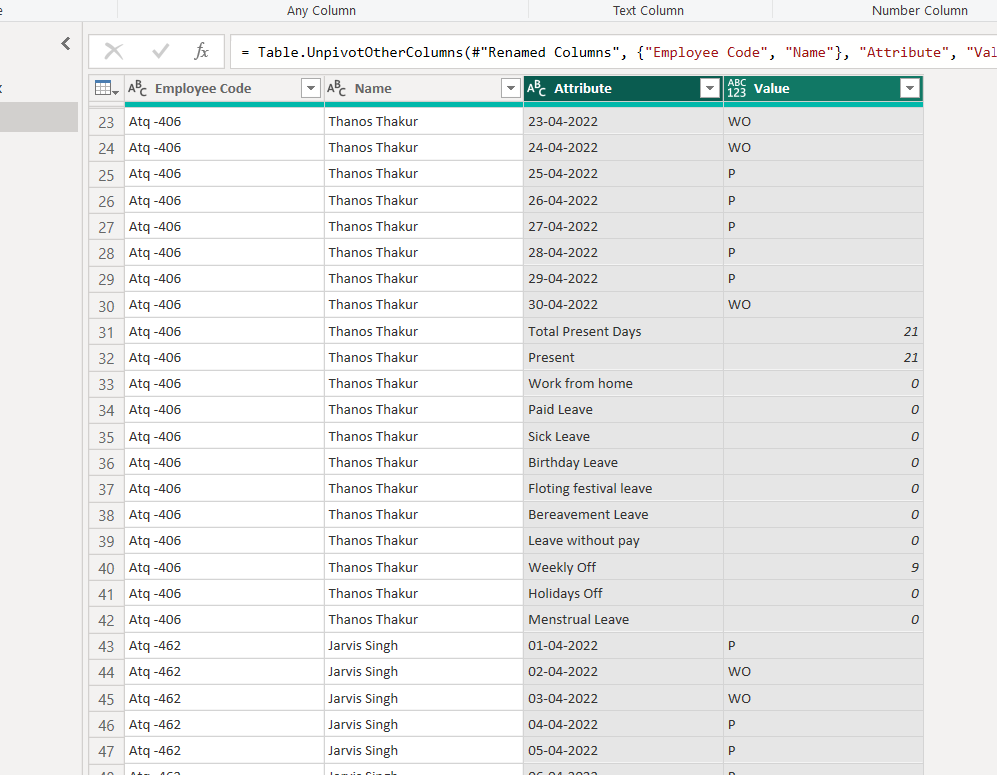 Any Column Text Column Number Column
= Table.UnpivotOtherColumns(#"Renamed Columns", {"Employee Code", "Name"}, "Attribute", "Val
Employee Code Name Attribute Value
23 Atq -406 Thanos Thakur 23-04-2022 WO
24 Atq -406 Thanos Thakur 24-04-2022 WO
25 Atq -406 Thanos Thakur 25-04-2022 P
26 Atq -406 Thanos Thakur 26-04-2022 P
27 Atq -406 Thanos Thakur 27-04-2022 P
28 Atq -406 Thanos Thakur 28-04-2022 P
29 Atq -406 Thanos Thakur 29-04-2022 P
30 Atq -406 Thanos Thakur 30-04-2022 WO
31 Atq -406 Thanos Thakur Total Present Days 21
32 Atq -406 Thanos Thakur Present 21
33 Atq -406 Thanos Thakur Work from home 0
34 Atq -406 Thanos Thakur Paid Leave 0
35 Atq -406 Thanos Thakur Sick Leave 0
36 Atq -406 Thanos Thakur Birthday Leave 0
37 Atq -406 Thanos Thakur Floting festival leave 0
38 Atq -406 Thanos Thakur Bereavement Leave 0
39 Atq -406 Thanos Thakur Leave without pay 0
40 Atq -406 Thanos Thakur Weekly Off 9
41 Atq -406 Thanos Thakur Holidays Off 0
42 Atq -406 Thanos Thakur Menstrual Leave 0
43 Atq -462 Jarvis Singh 01-04-2022 P
44 Atq -462 Jarvis Singh 02-04-2022 WO
45 Atq -462 Jarvis Singh 03-04-2022 WO
46 Atq -462 Jarvis Singh 04-04-2022 P
47 Atq -462 Jarvis Singh 05-04-2022 P